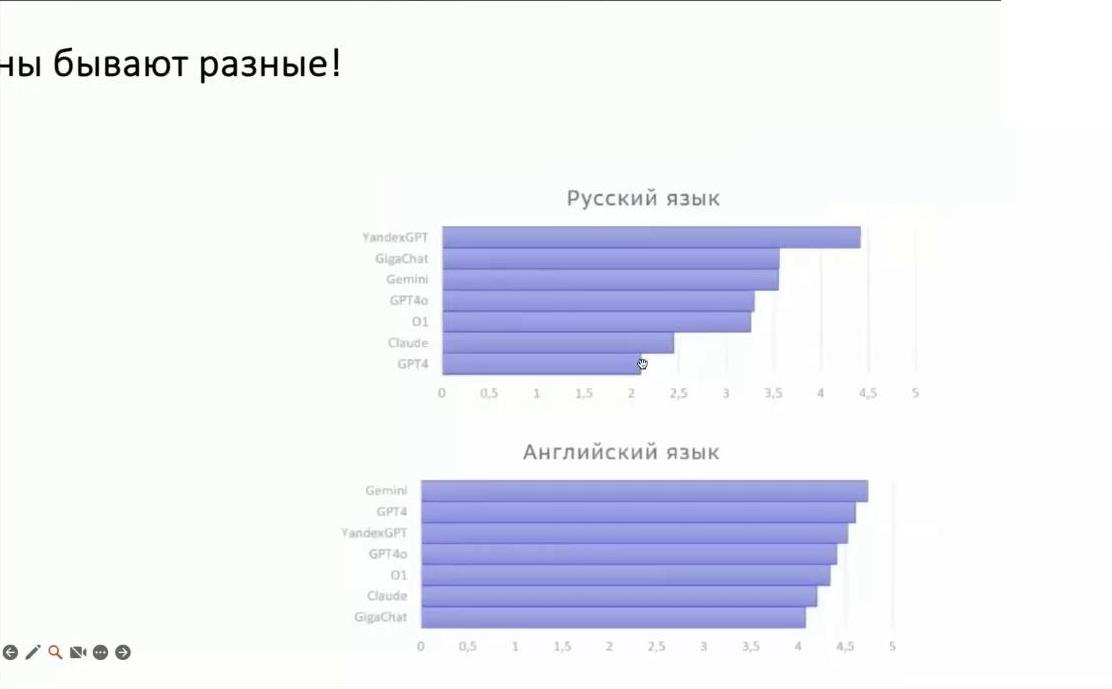 ны бывают разные!
Русский язык
YandexGPT
GigaChat
Gemini
GPT4o
O1
Claude
GPT4
0 0,5 1 1,5 2 2,5 3 3,5 4 4,5 5
Английский язык
Gemini
GPT4
YandexGPT
GPT4o
O1
Claude
GigaChat
0 0,5 1 1,5 2 2,5 3 3,5 4 4,5 5